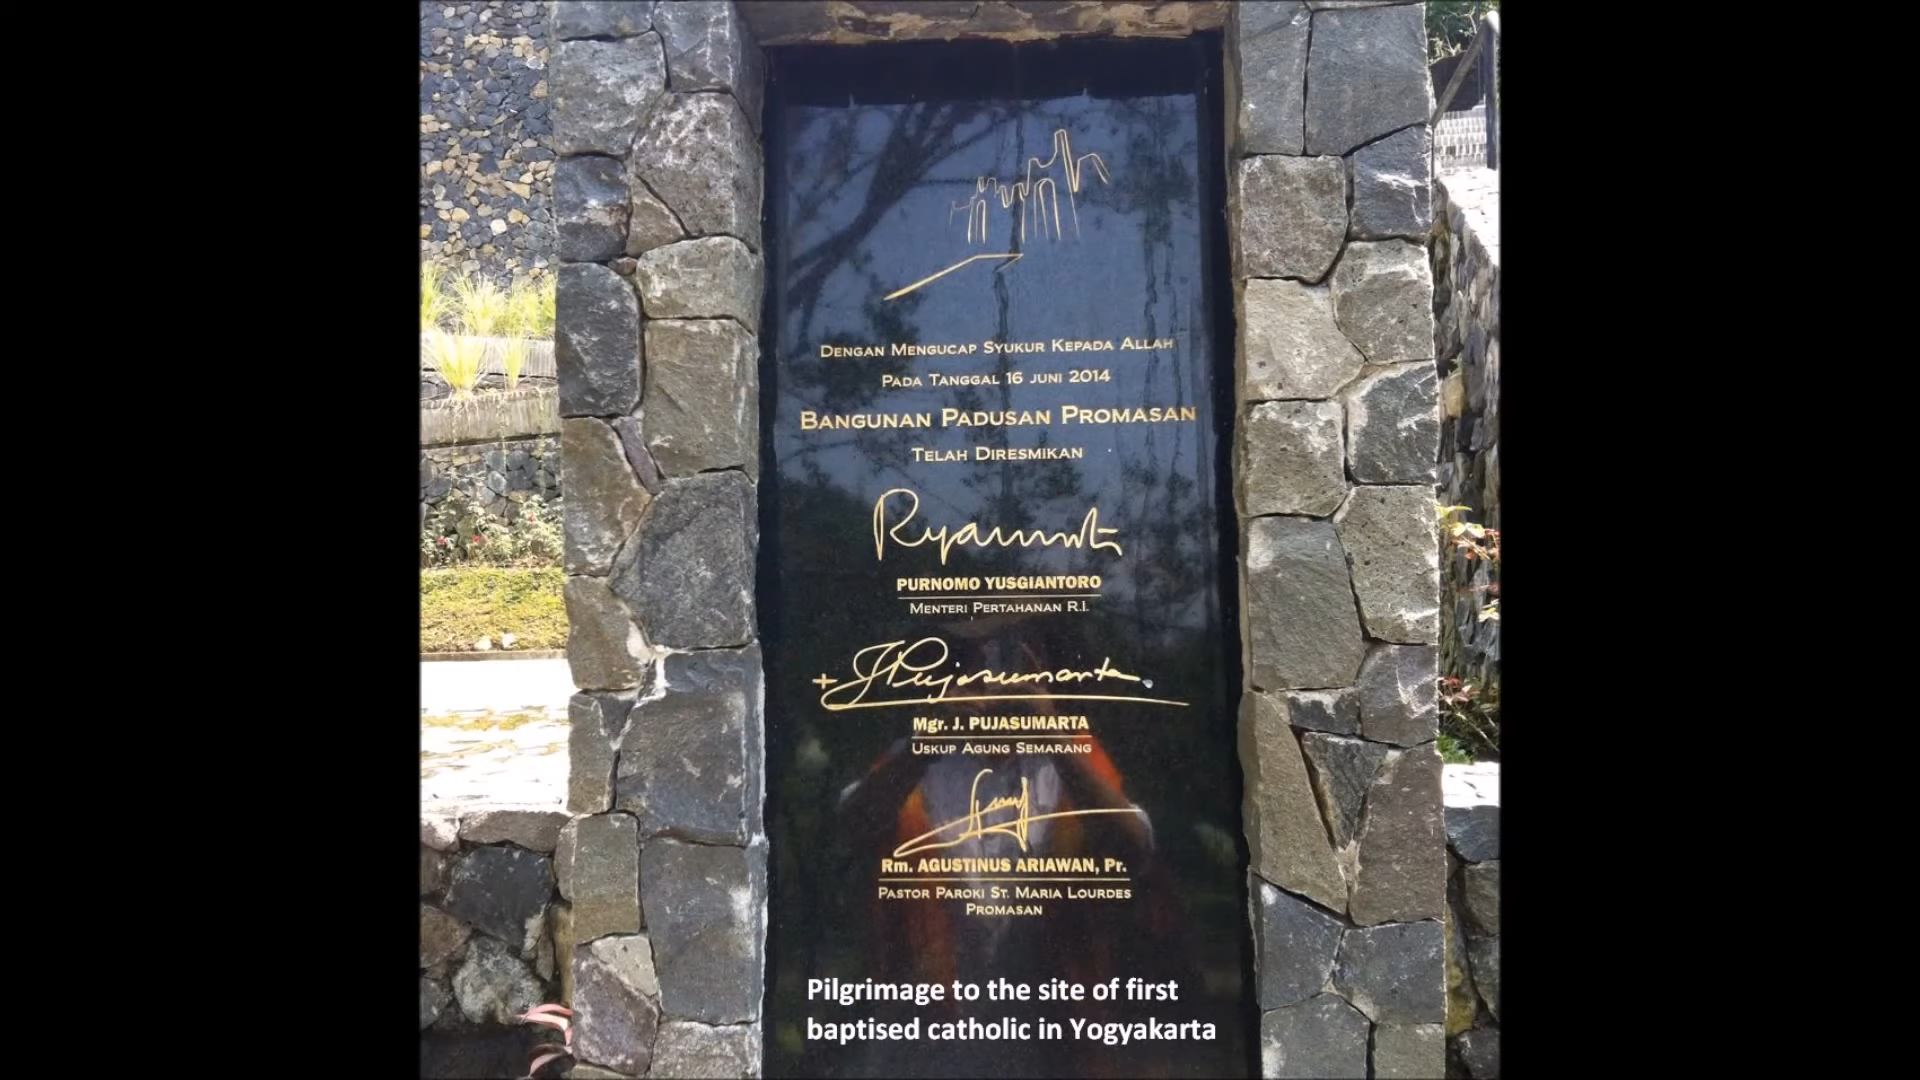 DENGAN MENGUCAP SYUKUR KEPADA ALLAH
PADA TANGGAL 16 JUNI 2014
BANGUNAN PADUSAN PROMASAN
TELAH DIRESMIKAN
PURNOMO YUSGIANTORO
MENTERI PERTAHANAN R.I.
+ J Pujasumarta
Mgr. J. PUJASUMARTA
USKUP AGUNG SEMARANG
Rm. AGUSTINUS ARIAWAN, Pr.
PASTOR PAROKI ST. MARIA LOURDES
PROMASAN
Pilgrimage to the site of first
baptised catholic in Yogyakarta